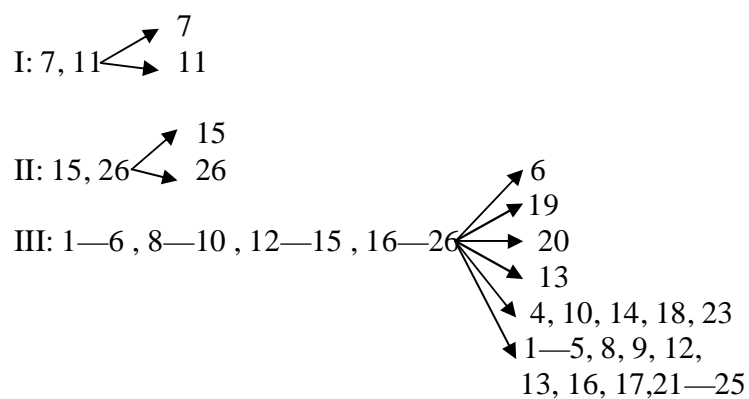 7
I: 7, 11
11
15
II: 15, 26
26
6
19
III: 1—6 , 8—10 , 12—15 , 16—26
20
13
4, 10, 14, 18, 23
1—5, 8, 9, 12,
13, 16, 17,21—25